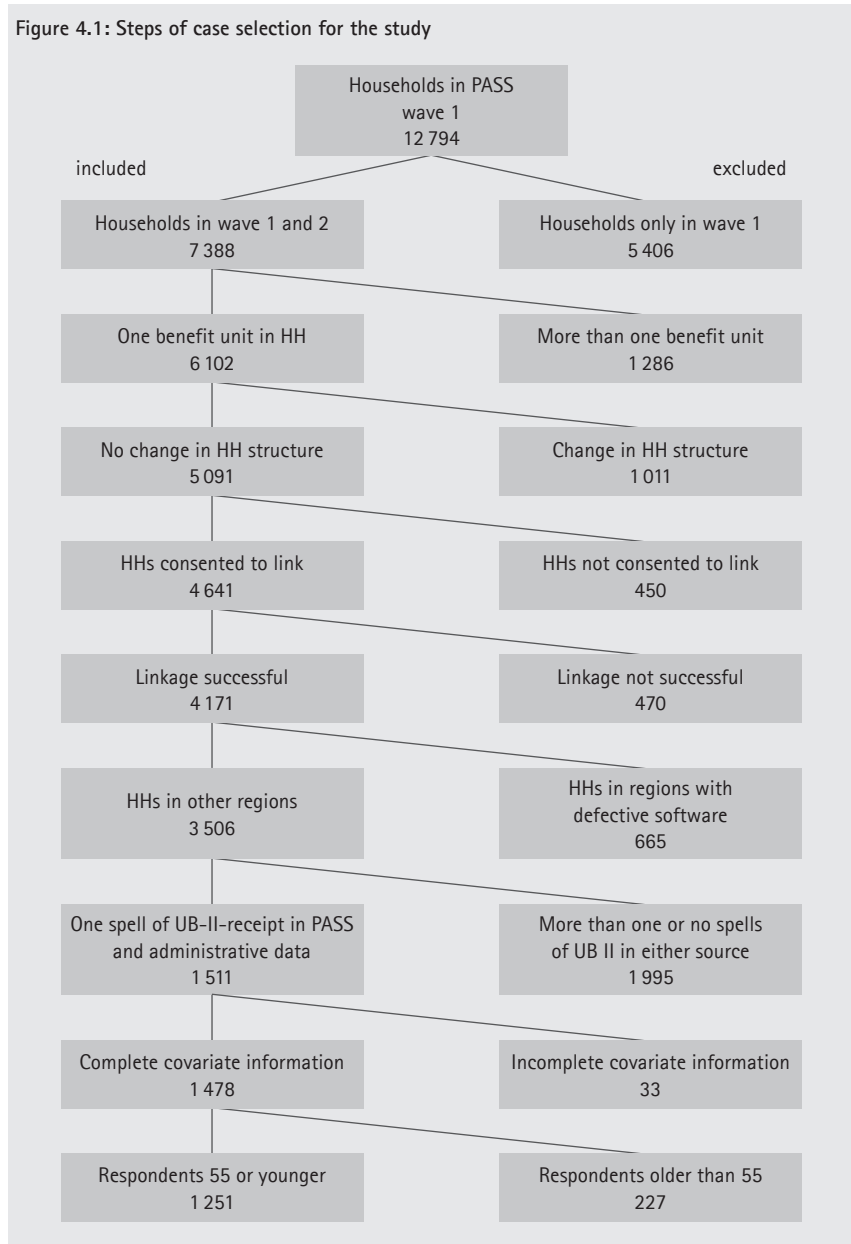 Figure 4.1: Steps of case selection for the study
Households in PASS
wave 1
12 794
included
excluded
Households in wave 1 and 2
7 388
Households only in wave 1
5 406
One benefit unit in HH
6 102
More than one benefit unit
1 286
No change in HH structure
5 091
Change in HH structure
1 011
HHs consented to link
4 641
HHs not consented to link
450
Linkage successful
4 171
Linkage not successful
470
HHs in other regions
3 506
HHs in regions with
defective software
665
One spell of UB-II-receipt in PASS
and administrative data
1 511
More than one or no spells
of UB II in either source
1 995
Complete covariate information
1 478
Incomplete covariate information
33
Respondents 55 or younger
1 251
Respondents older than 55
227